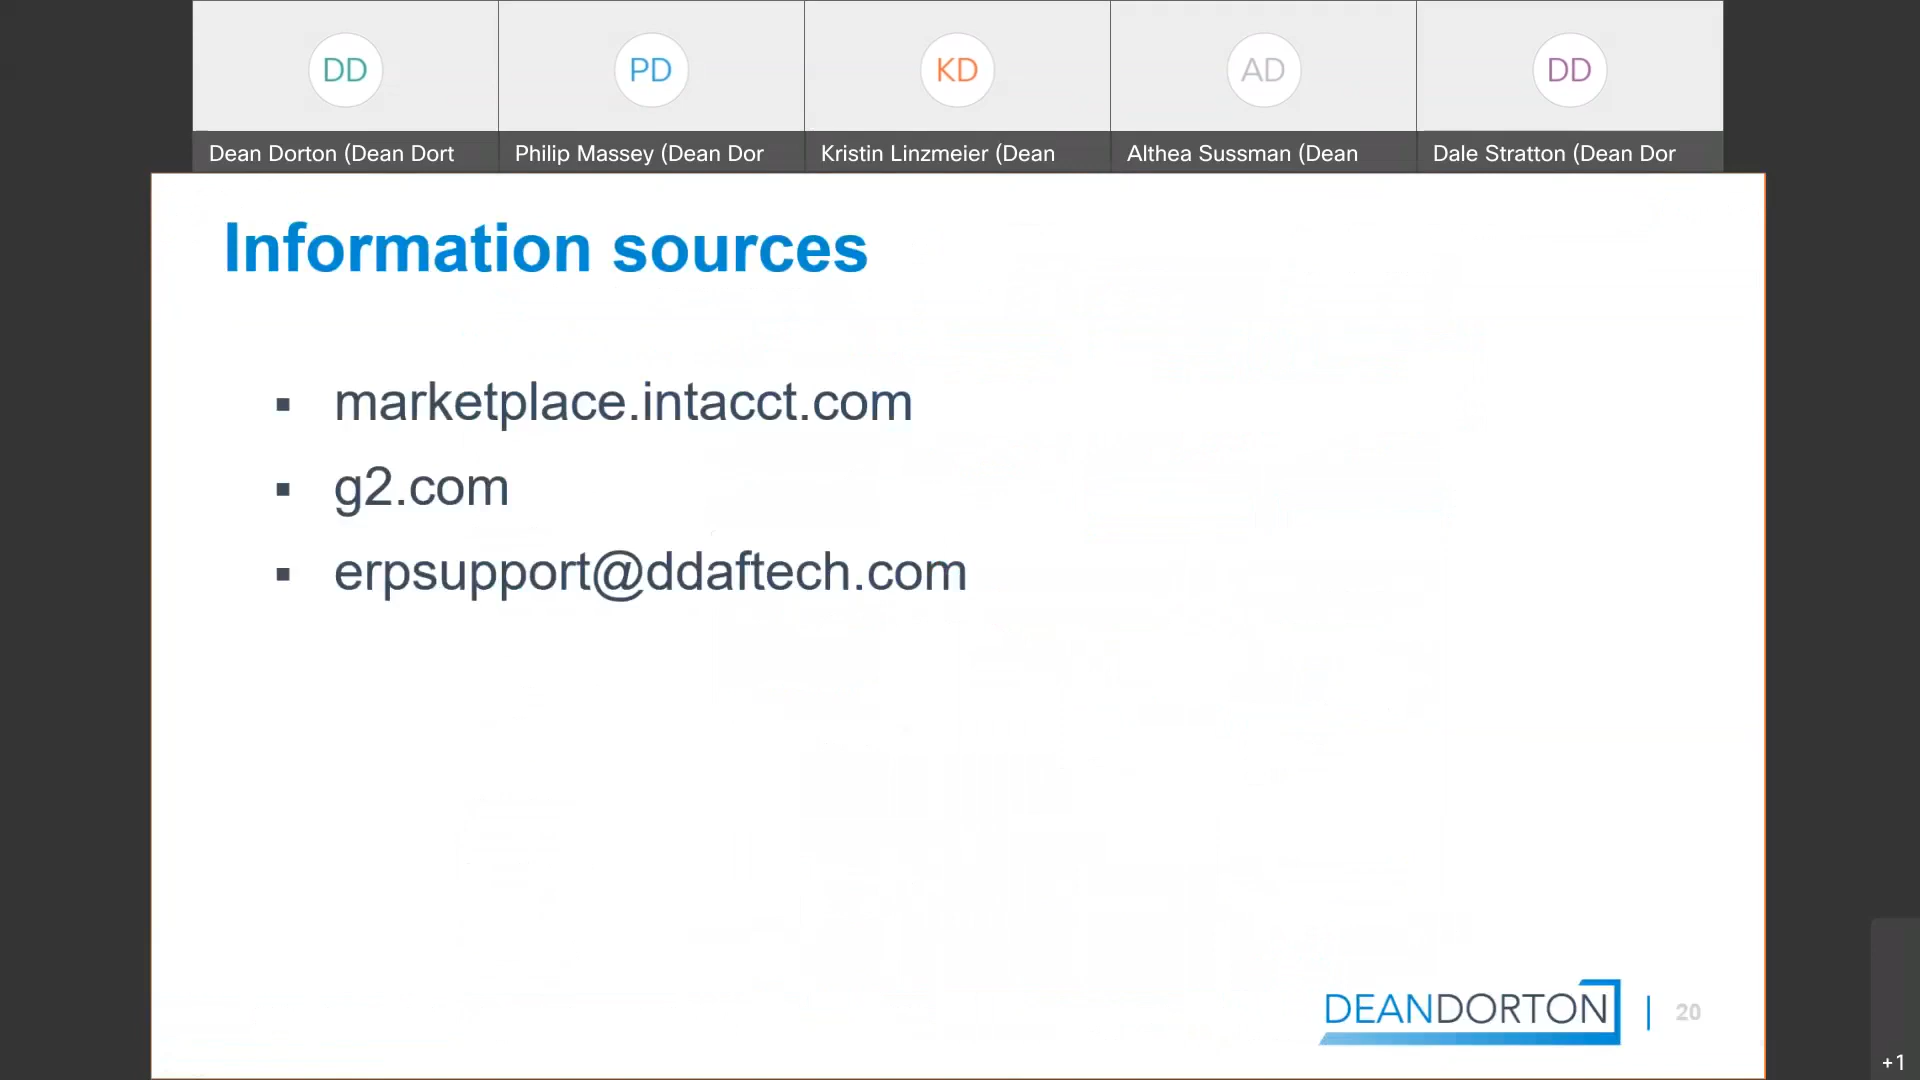 DD
PD
KD
AD
DD
Dean Dorton (Dean Dort
Philip Massey (Dean Dor
Kristin Linzmeier (Dean
Althea Sussman (Dean
Dale Stratton (Dean Dor
Information sources
▪ marketplace.intacct.com
▪ g2.com
▪ erpsupport@ddaftech.com
DEANDORTON | 20
+1